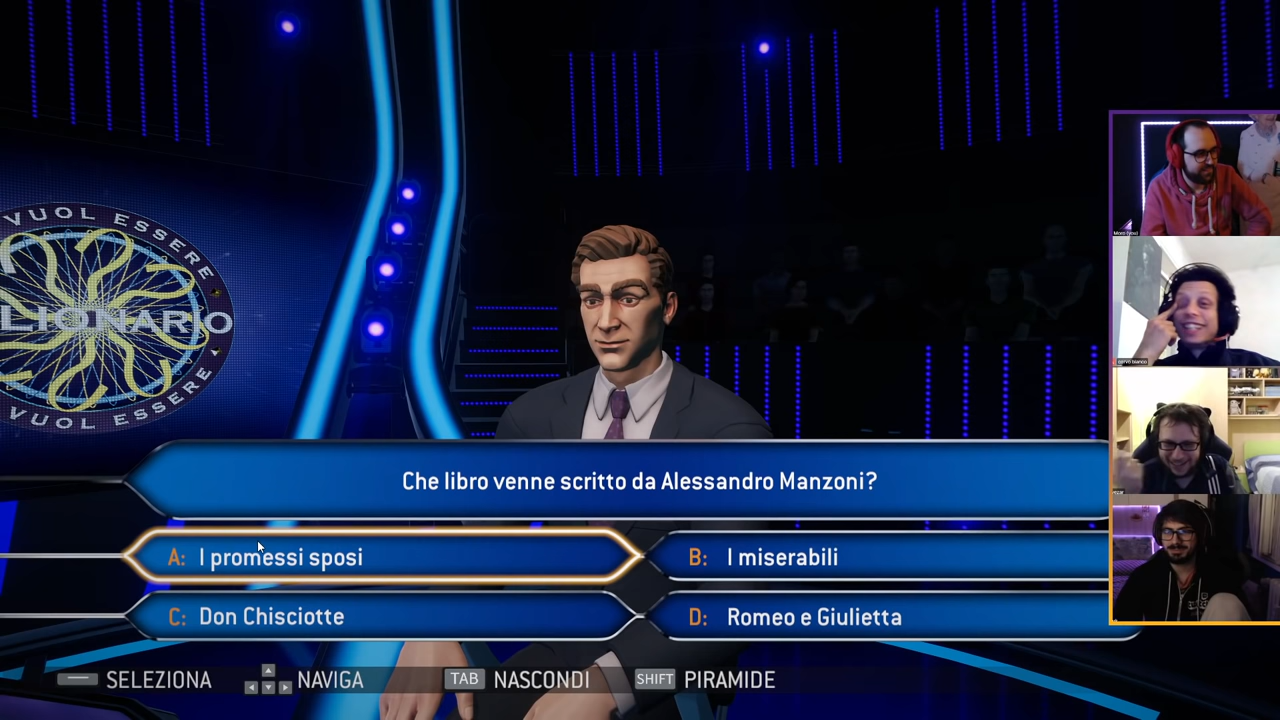 VUOL ESSERE
LIONARIO
VUOL ESSERE
Che libro venne scritto da Alessandro Manzoni?
A: I promessi sposi
B: I miserabili
C: Don Chisciotte
D: Romeo e Giulietta
SELEZIONA
NAVIGA
TAB NASCONDI
SHIFT PIRAMIDE